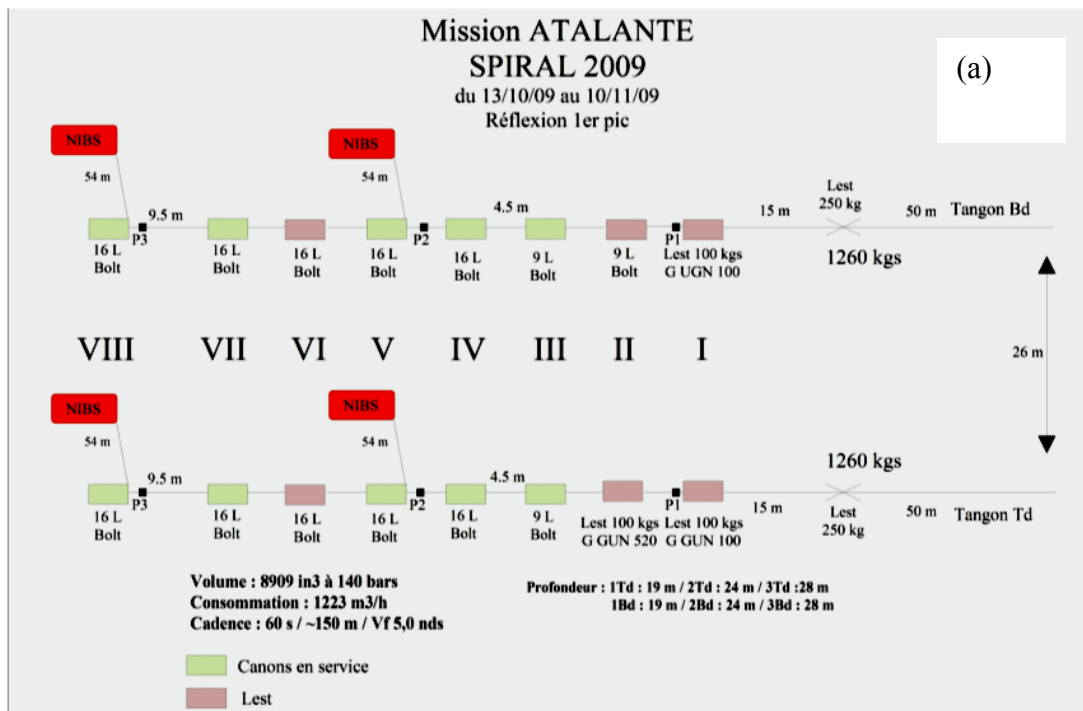 Mission ATALANTE
SPIRAL 2009
du 13/10/09 au 10/11/09
Réflexion 1er pic
(a)
NIBS
NIBS
54 m
54 m
9.5 m
4.5 m
15 m
Lest
250 kg
50 m
Tangon Bd
P3
P2
P1
16 L
Bolt
16 L
Bolt
16 L
Bolt
16 L
Bolt
16 L
Bolt
9 L
Bolt
9 L
Bolt
Lest 100 kgs
G UGN 100
1260 kgs
VIII
VII
VI
V
IV
III
II
I
26 m
NIBS
NIBS
54 m
54 m
9.5 m
4.5 m
1260 kgs
P3
P2
P1
15 m
Lest
250 kg
50 m
Tangon Td
16 L
Bolt
16 L
Bolt
16 L
Bolt
16 L
Bolt
16 L
Bolt
9 L
Bolt
Lest 100 kgs
G GUN 520
Lest 100 kgs
G GUN 100
Volume : 8909 in3 à 140 bars
Consommation : 1223 m3/h
Cadence : 60 s / ~150 m / Vf 5,0 nds
Profondeur : 1Td : 19 m / 2Td : 24 m / 3Td :28 m
1Bd : 19 m / 2Bd : 24 m / 3Bd : 28 m
Canons en service
Lest